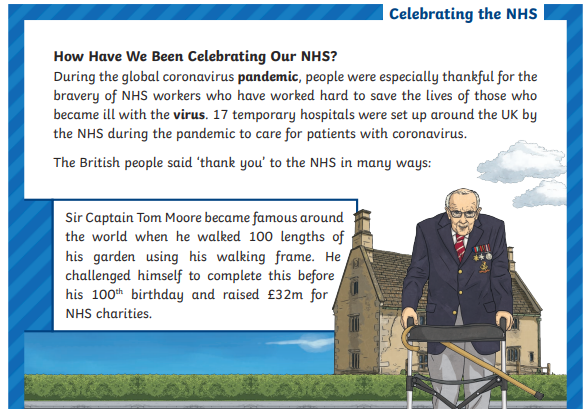 Celebrating the NHS
How Have We Been Celebrating Our NHS?
During the global coronavirus pandemic, people were especially thankful for the
bravery of NHS workers who have worked hard to save the lives of those who
became ill with the virus. 17 temporary hospitals were set up around the UK by
the NHS during the pandemic to care for patients with coronavirus.
The British people said ‘thank you’ to the NHS in many ways:
Sir Captain Tom Moore became famous around
the world when he walked 100 lengths of
his garden using his walking frame. He
challenged himself to complete this before
his 100th birthday and raised £32m for
NHS charities.